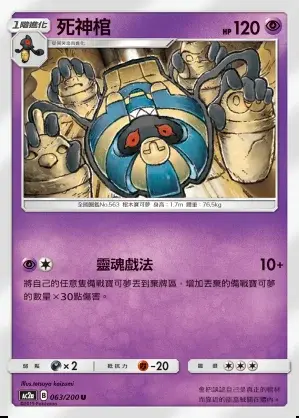 1階進化
死神棺
HP 120
全國圖鑑No.563 棺木寶可夢 身高：1.7m 體重：76.5kg
靈魂戲法 10+
將自己的任意隻備戰寶可夢丟到棄牌區，增加丟棄的備戰寶可夢
的數量×30點傷害。
弱點 ×2 抵抗力 -20 撤退
Illus.tetsuya koizumi
AC2a B 063/200 U